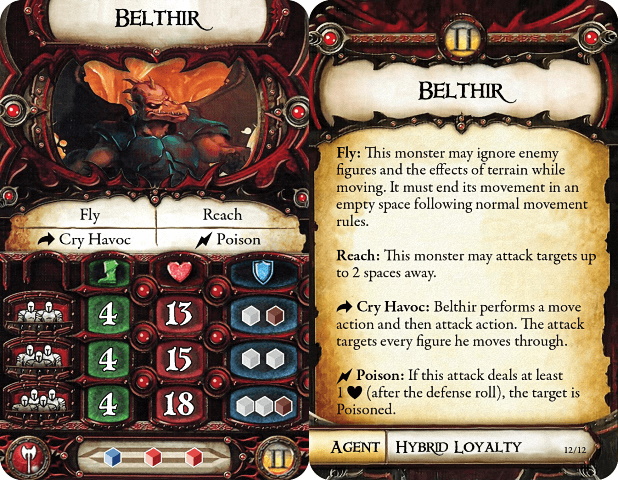 BELTHIR
Fly
Reach
Cry Havoc
Poison
4 13
4 15
4 18
II
II
BELTHIR
Fly: This monster may ignore enemy
figures and the effects of terrain while
moving. It must end its movement in an
empty space following normal movement
rules.
Reach: This monster may attack targets up
to 2 spaces away.
Cry Havoc: Belthir performs a move
action and then attack action. The attack
targets every figure he moves through.
Poison: If this attack deals at least
1 ♥ (after the defense roll), the target is
Poisoned.
AGENT HYBRID LOYALTY 12/12